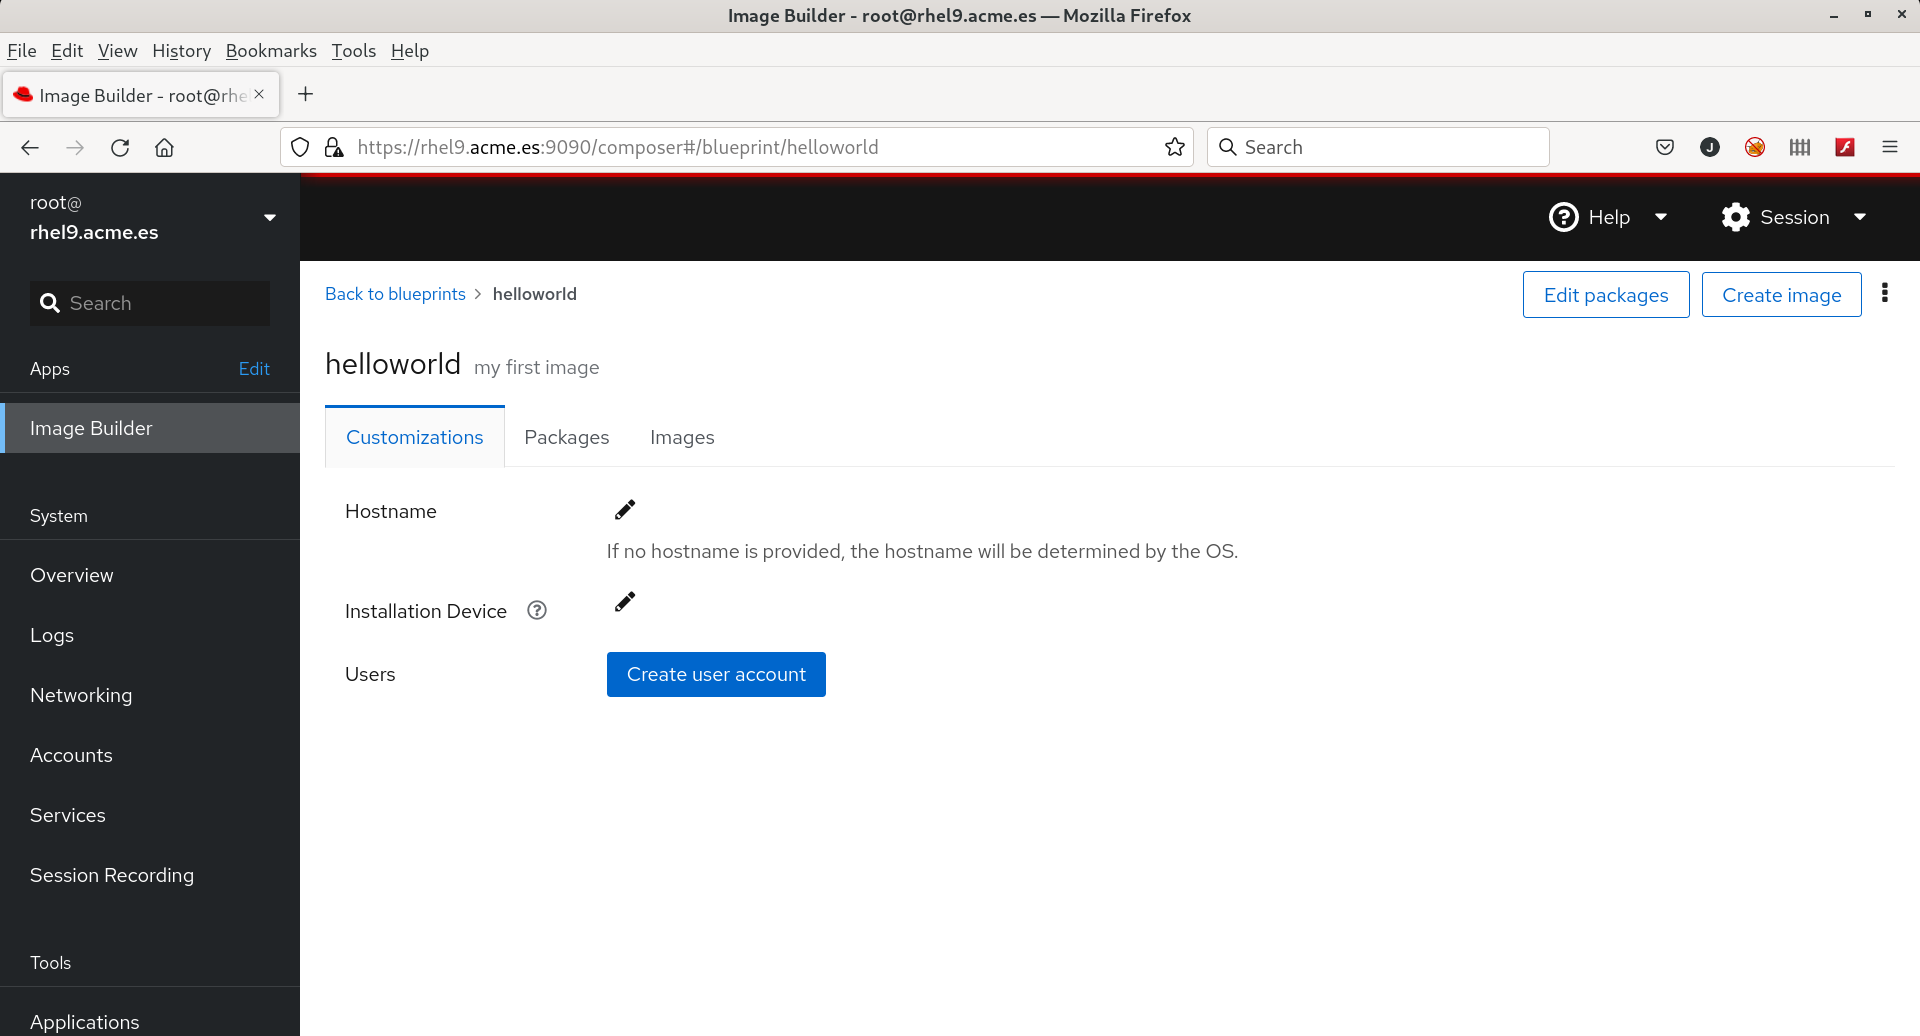 Image Builder - root@rhel9.acme.es — Mozilla Firefox
File Edit View History Bookmarks Tools Help
Image Builder - root@rhe
https://rhel9.acme.es:9090/composer#/blueprint/helloworld
Search
J
root@
rhel9.acme.es
Help
Session
Search
Apps
Edit
Image Builder
System
Overview
Logs
Networking
Accounts
Services
Session Recording
Tools
Applications
Back to blueprints > helloworld
Edit packages
Create image
helloworld my first image
Customizations Packages Images
Hostname
If no hostname is provided, the hostname will be determined by the OS.
Installation Device
Users
Create user account